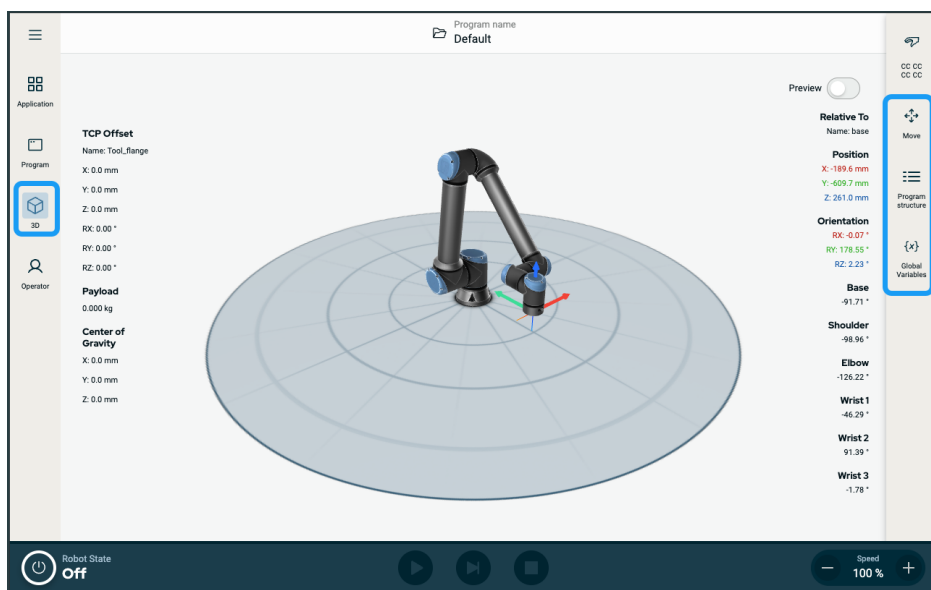 Program name
Default
Application
Program
3D
Operator
TCP Offset
Name: Tool_flange
X: 0.0 mm
Y: 0.0 mm
Z: 0.0 mm
RX: 0.00 °
RY: 0.00 °
RZ: 0.00 °
Payload
0.000 kg
Center of
Gravity
X: 0.0 mm
Y: 0.0 mm
Z: 0.0 mm
Preview
Relative To
Name: base
Position
X: -189.6 mm
Y: -609.7 mm
Z: 261.0 mm
Orientation
RX: -0.07 °
RY: 178.55 °
RZ: 2.23 °
Base
-91.71 °
Shoulder
-98.96 °
Elbow
-126.22 °
Wrist 1
-46.29 °
Wrist 2
91.39 °
Wrist 3
-1.78 °
CC CC
CC CC
Move
Program
structure
{x}
Global
Variables
Robot State
Off
Speed
100 %